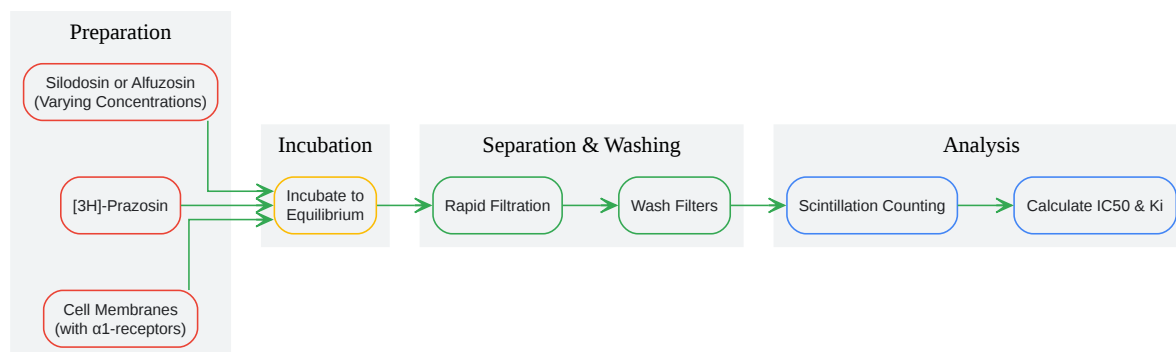 Preparation
Silodosin or Alfuzosin
(Varying Concentrations)
[3H]-Prazosin
Cell Membranes
(with α1-receptors)
Incubation
Incubate to
Equilibrium
Separation & Washing
Rapid Filtration
Wash Filters
Analysis
Scintillation Counting
Calculate IC50 & Ki